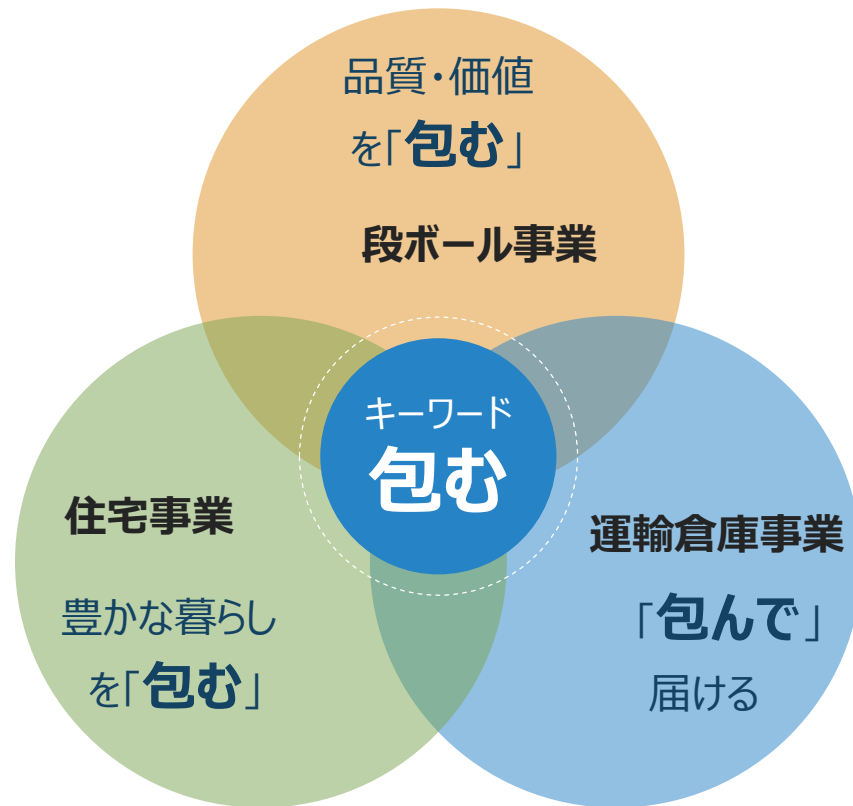 品質・価値
を「包む」
段ボール事業
キーワード
包む
住宅事業
豊かな暮らし
を「包む」
運輸倉庫事業
「包んで」
届ける